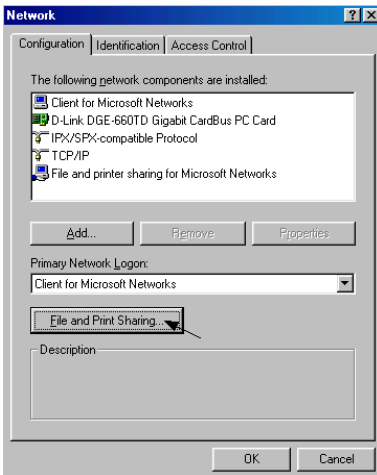 Network
Configuration Identification Access Control
The following network components are installed:
Client for Microsoft Networks
D-Link DGE-660TD Gigabit CardBus PC Card
IPX/SPX-compatible Protocol
TCP/IP
File and printer sharing for Microsoft Networks
Add... Remove Properties
Primary Network Logon:
Client for Microsoft Networks
File and Print Sharing...
Description
OK Cancel